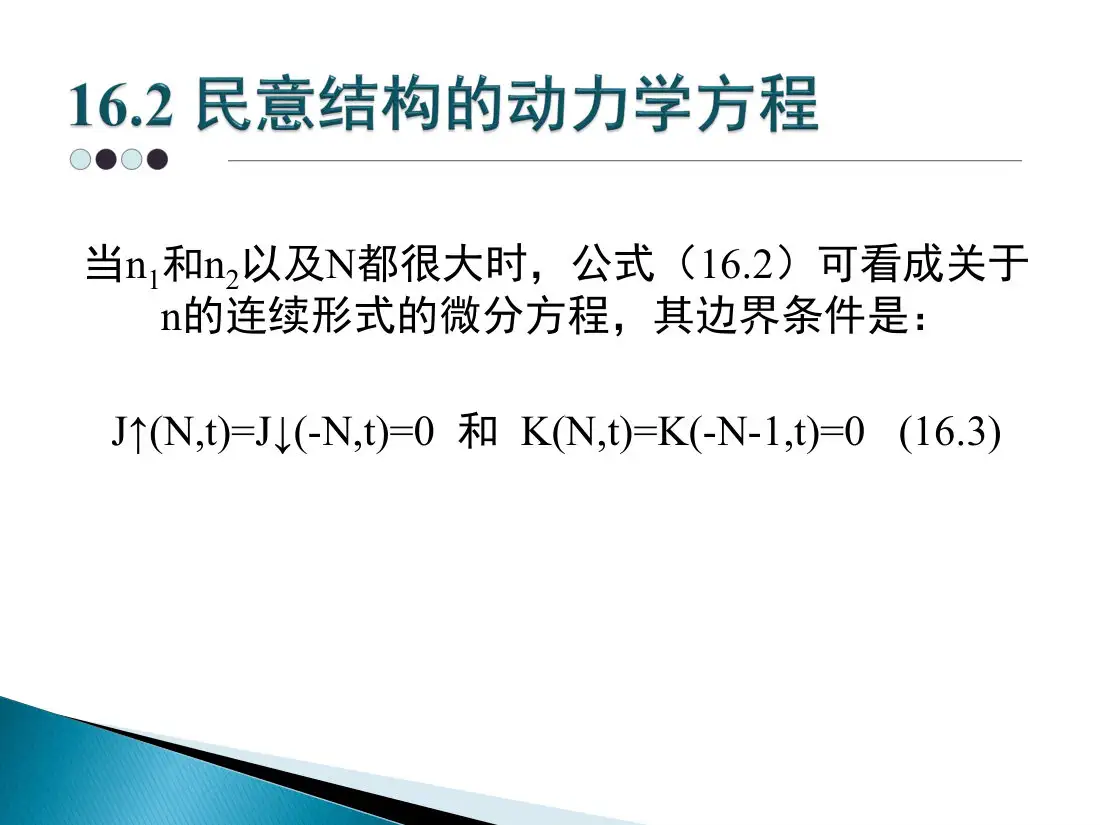 16.2 民意结构的动力学方程
当n₁和n₂以及N都很大时，公式（16.2）可看成关于
n的连续形式的微分方程，其边界条件是：
J↑(N,t)=J↓(-N,t)=0 和 K(N,t)=K(-N-1,t)=0 (16.3)